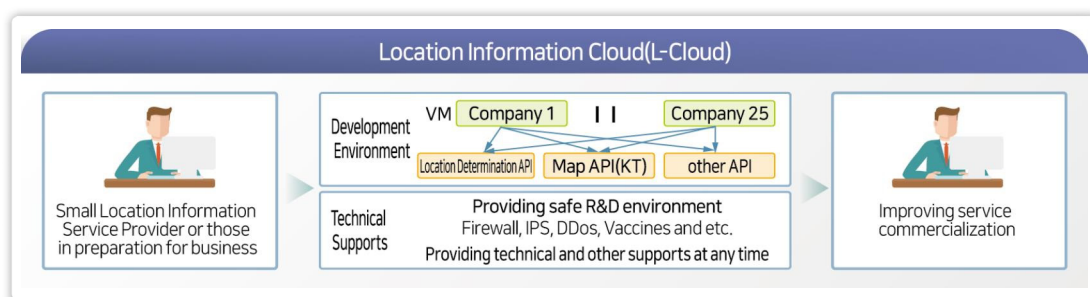 Location Information Cloud(L-Cloud)
Small Location Information
Service Provider or those
in preparation for business
Development
Environment
VM Company 1 I I Company 25
Location Determination API Map API(KT) other API
Technical
Supports
Providing safe R&D environment
Firewall, IPS, DDos, Vaccines and etc.
Providing technical and other supports at any time
Improving service
commercialization